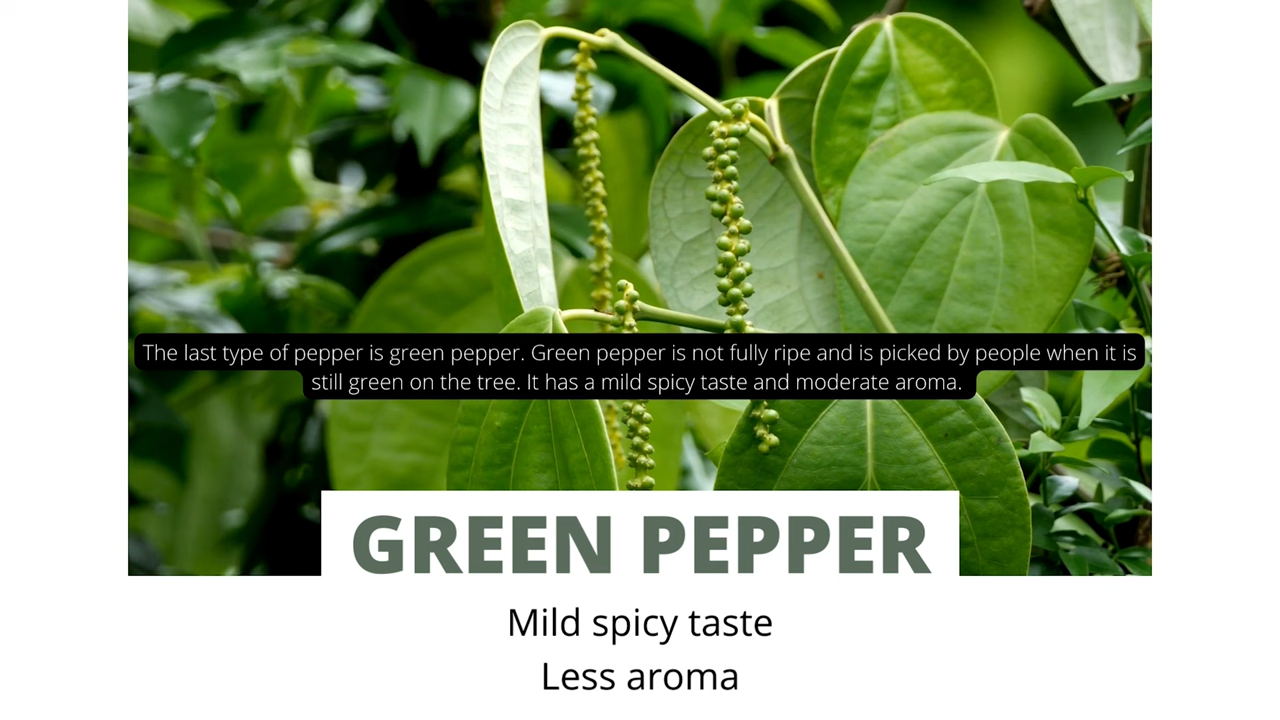 The last type of pepper is green pepper. Green pepper is not fully ripe and is picked by people when it is
still green on the tree. It has a mild spicy taste and moderate aroma.
GREEN PEPPER
Mild spicy taste
Less aroma